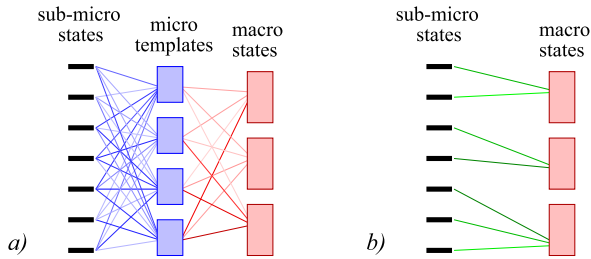 sub-micro
states
micro
templates
macro
states
a)
sub-micro
states
macro
states
b)